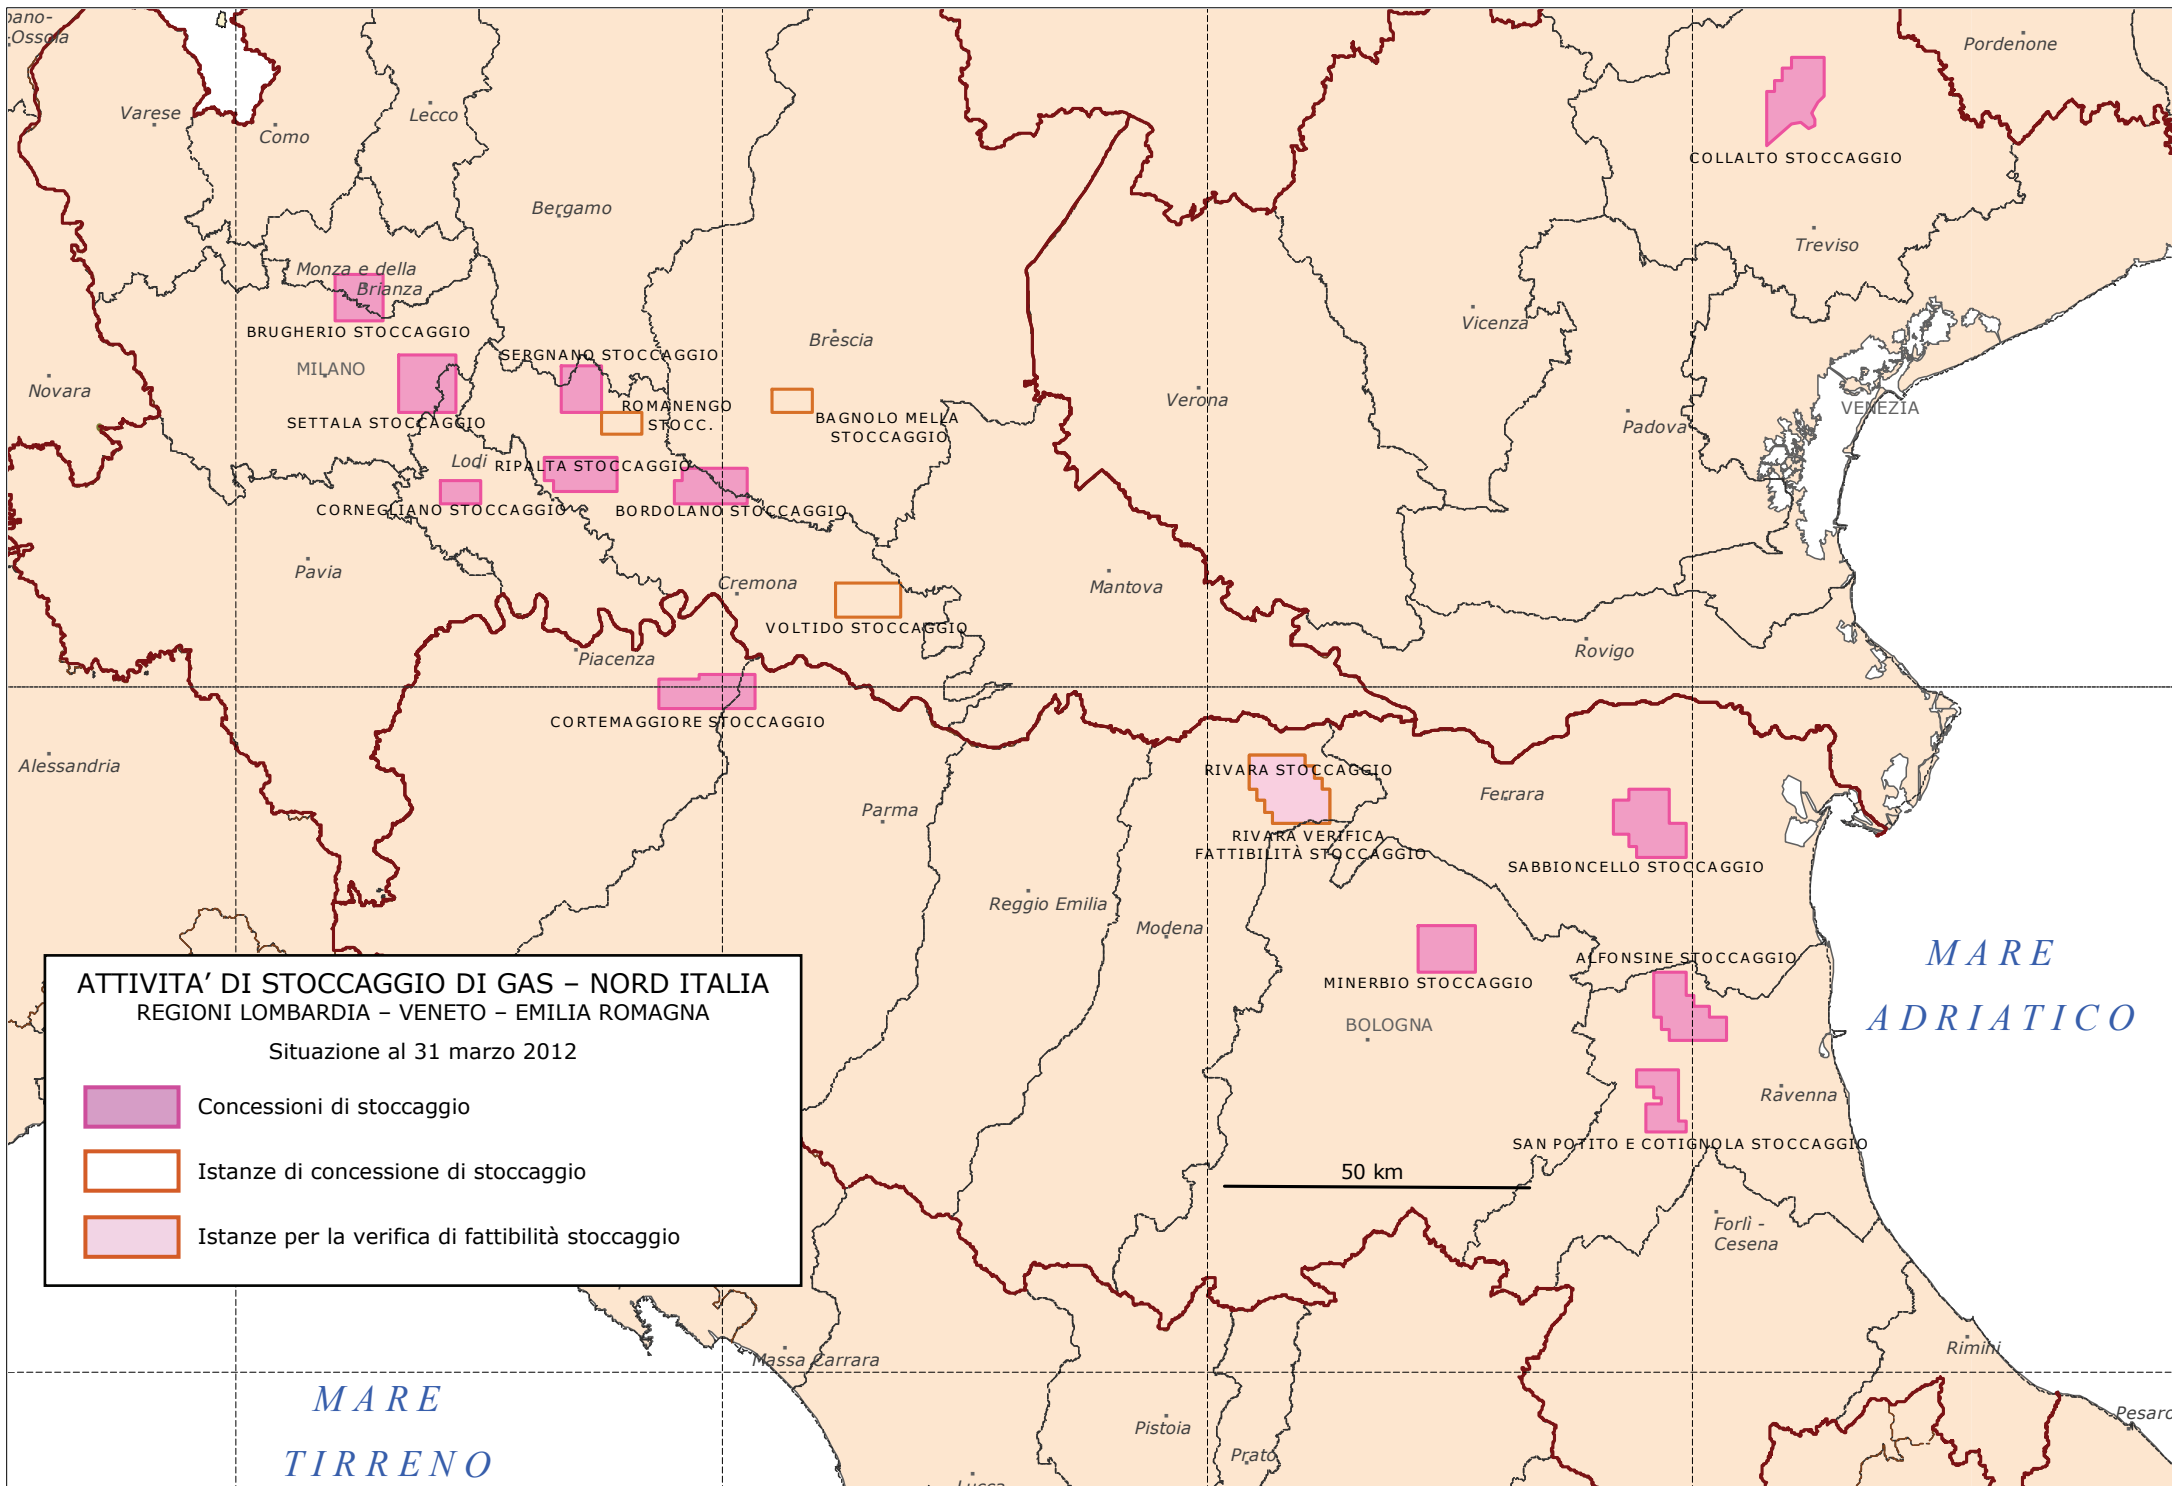 bano-
-Ossola
Pordenone
Varese
Como
Lecco
COLLALTO STOCCAGGIO
Bergamo
Treviso
Monza e della
Brianza
BRUGHERIO STOCCAGGIO
Vicenza
Brescia
SERGNANO STOCCAGGIO
MILANO
Novara
Verona
VENEZIA
ROMANENGO
STOCC.
BAGNOLO MELLA
STOCCAGGIO
SETTALA STOCCAGGIO
Padova
Lodi
RIPALTA STOCCAGGIO
CORNEGLIANO STOCCAGGIO
BORDOLANO STOCCAGGIO
Pavia
Cremona
Mantova
VOLTIDO STOCCAGGIO
Rovigo
Piacenza
CORTEMAGGIORE STOCCAGGIO
Alessandria
RIVARA STOCCAGGIO
Ferrara
Parma
RIVARA VERIFICA
FATTIBILITÀ STOCCAGGIO
SABBIONCELLO STOCCAGGIO
Reggio Emilia
Modena
ALFONSINE STOCCAGGIO
MINERBIO STOCCAGGIO
BOLOGNA
MARE
ADRIATICO
Ravenna
SAN POTITO E COTIGNOLA STOCCAGGIO
50 km
Forlì -
Cesena
ATTIVITA’ DI STOCCAGGIO DI GAS – NORD ITALIA
REGIONI LOMBARDIA – VENETO – EMILIA ROMAGNA
Situazione al 31 marzo 2012
Concessioni di stoccaggio
Istanze di concessione di stoccaggio
Istanze per la verifica di fattibilità stoccaggio
Rimini
Massa Carrara
MARE
TIRRENO
Pistoia
Prato
Pesaro
Lucca